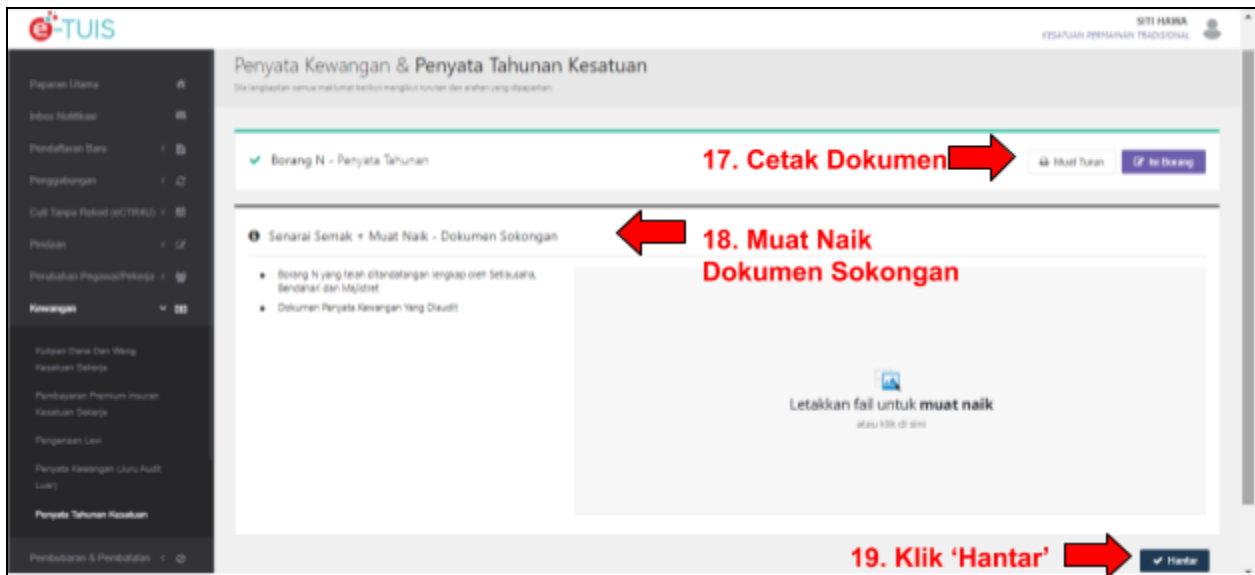 e-TUIS
SITI HAWA
KESATUAN PERMAINAN TRADISIONAL
Penyata Kewangan & Penyata Tahunan Kesatuan
Sila lengkapkan semua maklumat berikut mengikut turutan dan arahan yang dipaparkan.
Paparan Utama
Inbox Notifikasi
Pendaftaran Baru
Penggabungan
Cuti Tanpa Rekod (eCTR4U)
Pindaan
Perubahan Pegawai/Pekerja
Kewangan
Kutipan Dana Dan Wang
Kesatuan Sekerja
Pembayaran Premium Insuran
Kesatuan Sekerja
Pengenaan Levi
Penyata Kewangan (Juru Audit
Luar)
Penyata Tahunan Kesatuan
Pembubaran & Pembatalan
Borang N - Penyata Tahunan
17. Cetak Dokumen
Muat Turun
Isi Borang
Senarai Semak + Muat Naik - Dokumen Sokongan
18. Muat Naik
Dokumen Sokongan
Borang N yang telah ditandatangan lengkap oleh Setiausaha,
Bendahari dan Majistret
Dokumen Penyata Kewangan Yang Diaudit
Letakkan fail untuk muat naik
atau klik di sini
19. Klik ‘Hantar’
Hantar